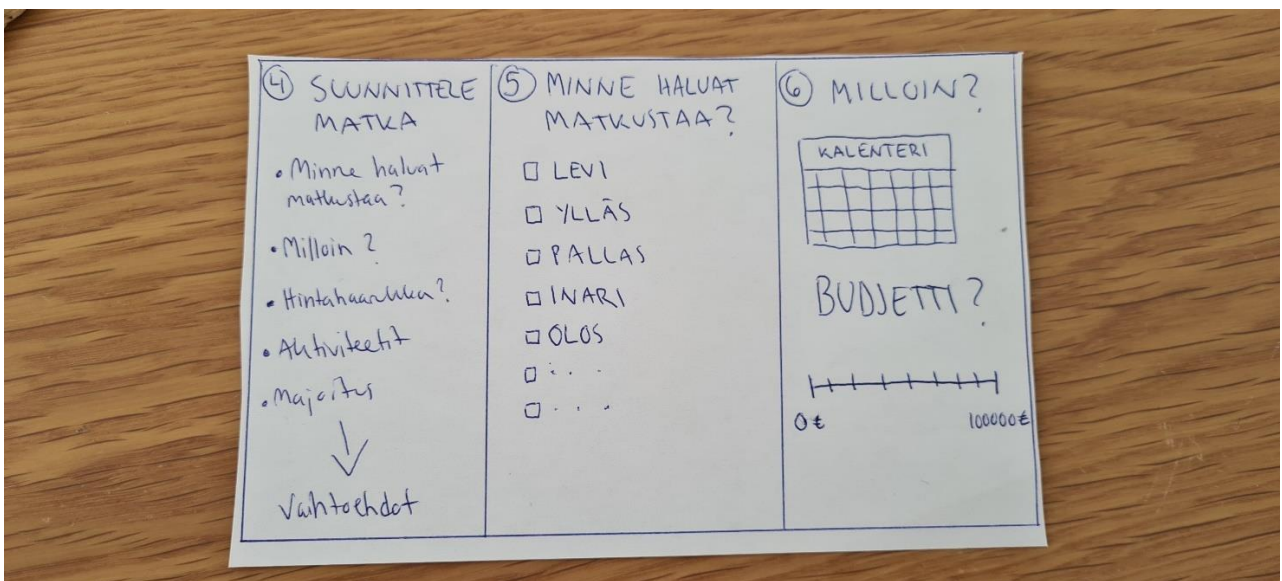 ④ SUUNNITTELE
MATKA
• Minne haluat
matkustaa?
• Milloin?
• Hintahaarukka?
• Aktiviteetit
• Majoitus
Vaihtoehdot
⑤ MINNE HALUAT
MATKUSTAA?
□ LEVI
□ YLLÄS
□ PALLAS
□ INARI
□ OLOS
□ . . .
□ . . .
⑥ MILLOIN?
KALENTERI
BUDJETTI?
0€ 100000€